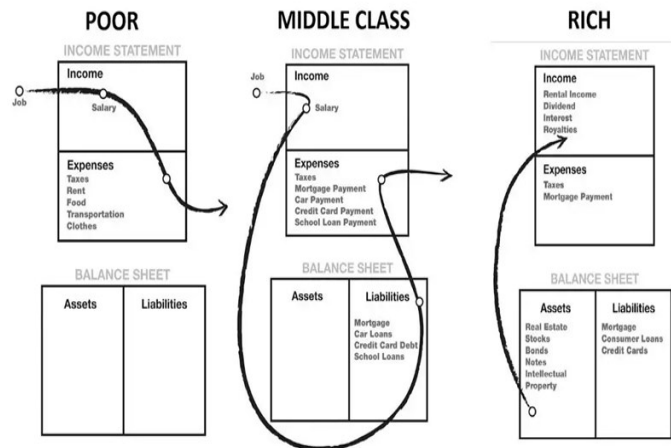 POOR
INCOME STATEMENT
Income
Job
Salary
Expenses
Taxes
Rent
Food
Transportation
Clothes
BALANCE SHEET
Assets
Liabilities
MIDDLE CLASS
INCOME STATEMENT
Income
Job
Salary
Expenses
Taxes
Mortgage Payment
Car Payment
Credit Card Payment
School Loan Payment
BALANCE SHEET
Assets
Liabilities
Mortgage
Car Loans
Credit Card Debt
School Loans
RICH
INCOME STATEMENT
Income
Rental Income
Dividend
Interest
Royalties
Expenses
Taxes
Mortgage Payment
BALANCE SHEET
Assets
Real Estate
Stocks
Bonds
Notes
Intellectual
Property
Liabilities
Mortgage
Consumer Loans
Credit Cards